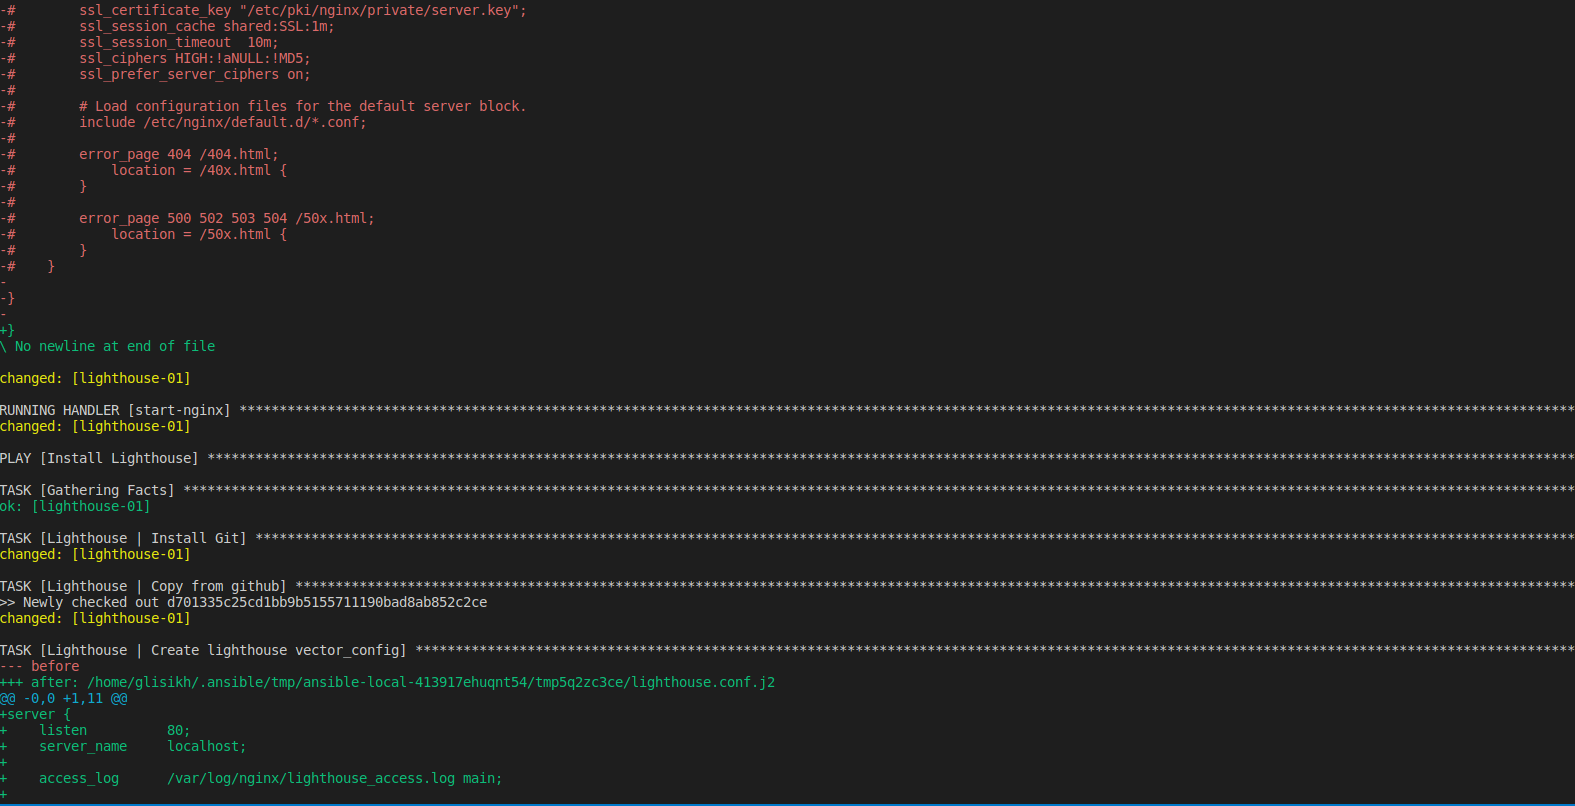 -#        ssl_certificate_key "/etc/pki/nginx/private/server.key";
-#        ssl_session_cache shared:SSL:1m;
-#        ssl_session_timeout  10m;
-#        ssl_ciphers HIGH:!aNULL:!MD5;
-#        ssl_prefer_server_ciphers on;
-#
-#        # Load configuration files for the default server block.
-#        include /etc/nginx/default.d/*.conf;
-#
-#        error_page 404 /404.html;
-#            location = /40x.html {
-#        }
-#
-#        error_page 500 502 503 504 /50x.html;
-#            location = /50x.html {
-#        }
-#    }
-
-}
-
+}
\ No newline at end of file
changed: [lighthouse-01]
RUNNING HANDLER [start-nginx] ***********************************************************************************************************************************************************************
changed: [lighthouse-01]
PLAY [Install Lighthouse] ***************************************************************************************************************************************************************************
TASK [Gathering Facts] ******************************************************************************************************************************************************************************
ok: [lighthouse-01]
TASK [Lighthouse | Install Git] *********************************************************************************************************************************************************************
changed: [lighthouse-01]
TASK [Lighthouse | Copy from github] ****************************************************************************************************************************************************************
>> Newly checked out d701335c25cd1bb9b5155711190bad8ab852c2ce
changed: [lighthouse-01]
TASK [Lighthouse | Create lighthouse vector_config] *************************************************************************************************************************************************
--- before
+++ after: /home/glisikh/.ansible/tmp/ansible-local-413917ehuqnt54/tmp5q2zc3ce/lighthouse.conf.j2
@@ -0,0 +1,11 @@
+server {
+    listen          80;
+    server_name     localhost;
+
+    access_log      /var/log/nginx/lighthouse_access.log main;
+